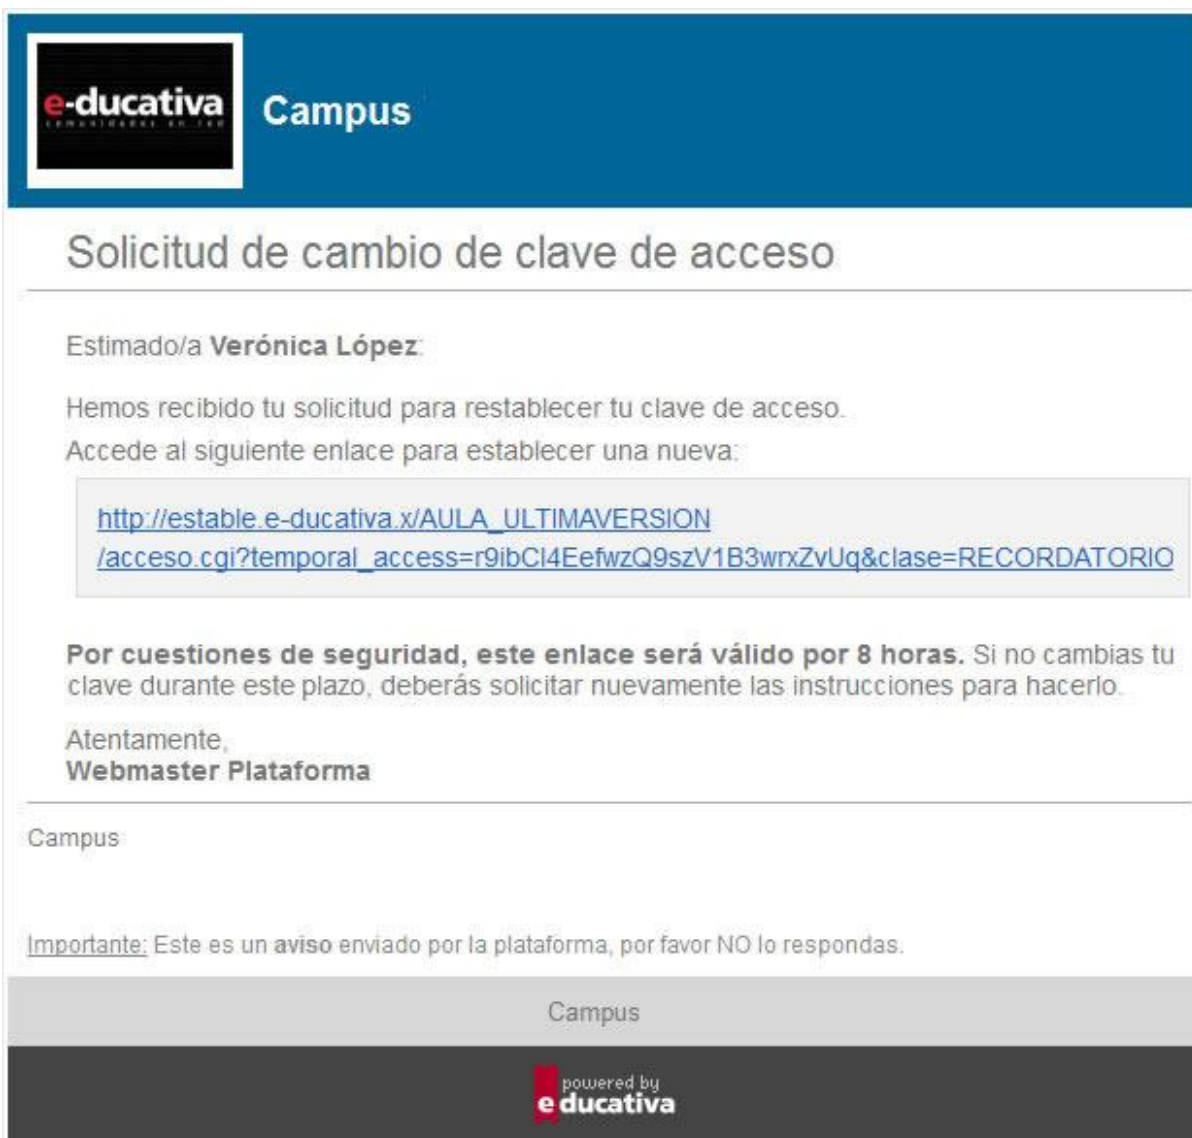 e-ducativa
comunidades en red
Campus
Solicitud de cambio de clave de acceso
Estimado/a Verónica López:
Hemos recibido tu solicitud para restablecer tu clave de acceso.
Accede al siguiente enlace para establecer una nueva:
http://estable.e-ducativa.x/AULA_ULTIMAVERSION
/acceso.cgi?temporal_access=r9ibCl4EefwzQ9szV1B3wrxZvUq&clase=RECORDATORIO
Por cuestiones de seguridad, este enlace será válido por 8 horas. Si no cambias tu
clave durante este plazo, deberás solicitar nuevamente las instrucciones para hacerlo.
Atentamente,
Webmaster Plataforma
Campus
Importante: Este es un aviso enviado por la plataforma, por favor NO lo respondas.
Campus
powered by
e ducativa